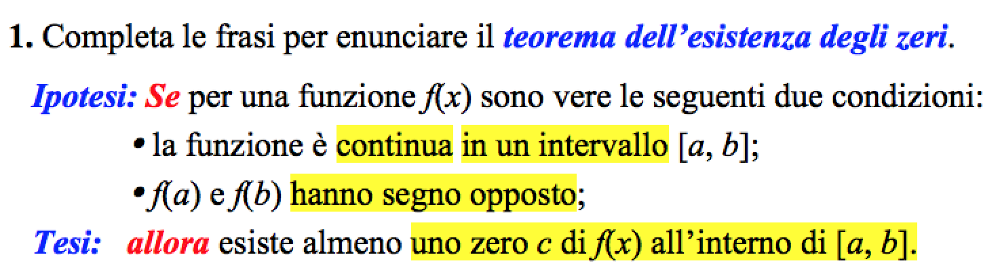 1. Completa le frasi per enunciare il teorema dell’esistenza degli zeri.
Ipotesi: Se per una funzione f(x) sono vere le seguenti due condizioni:
• la funzione è continua in un intervallo [a, b];
• f(a) e f(b) hanno segno opposto;
Tesi: allora esiste almeno uno zero c di f(x) all’interno di [a, b].